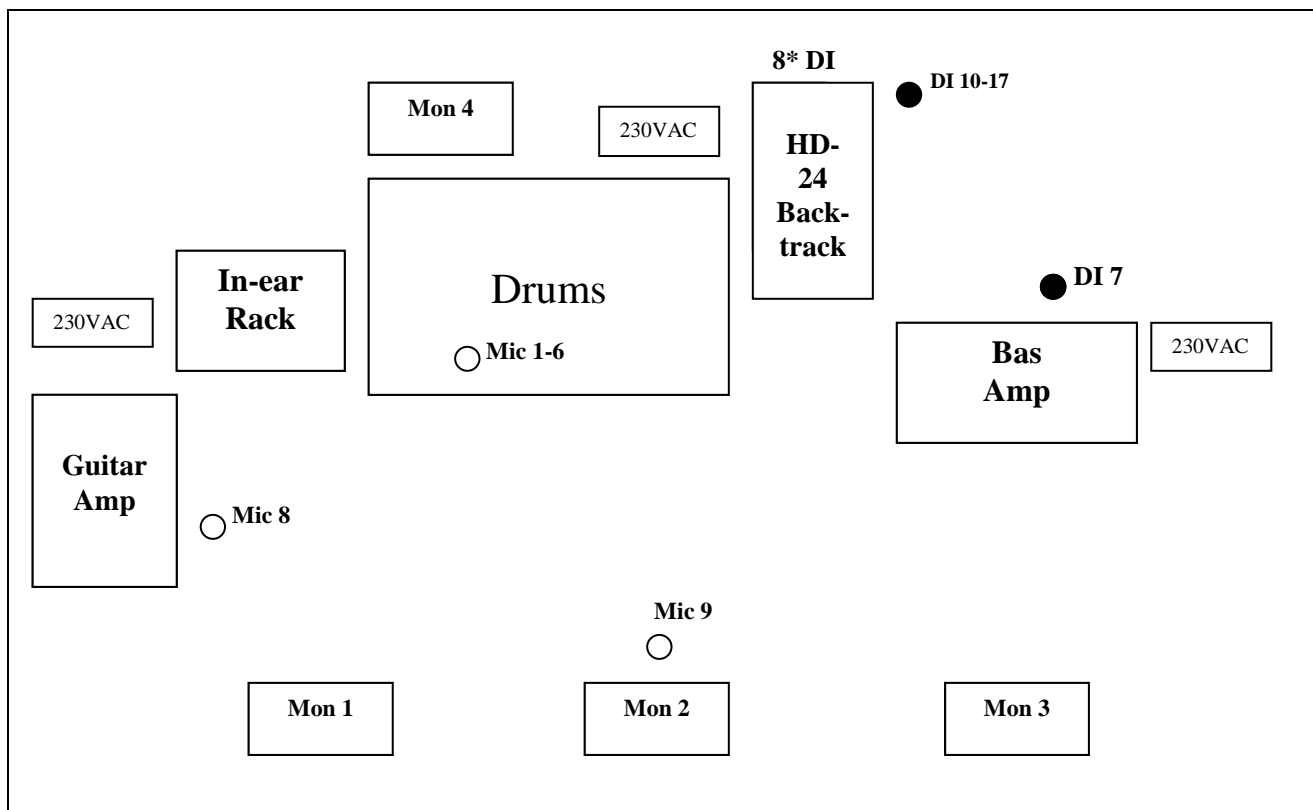 8* DI
DI 10-17
Mon 4
230VAC
HD-
24
Back-
track
In-ear
Rack
Drums
DI 7
230VAC
Mic 1-6
Bas
Amp
230VAC
Guitar
Amp
Mic 8
Mic 9
Mon 1
Mon 2
Mon 3